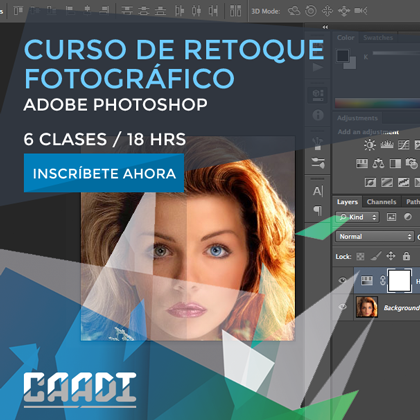 3D Mode:
CURSO DE RETOQUE
FOTOGRÁFICO
ADOBE PHOTOSHOP
6 CLASES / 18 HRS
INSCRÍBETE AHORA
Color Swatches
Adjustments
Add an adjustment
Layers Channels Path
Kind
Normal
Lock:
Background
CAADI